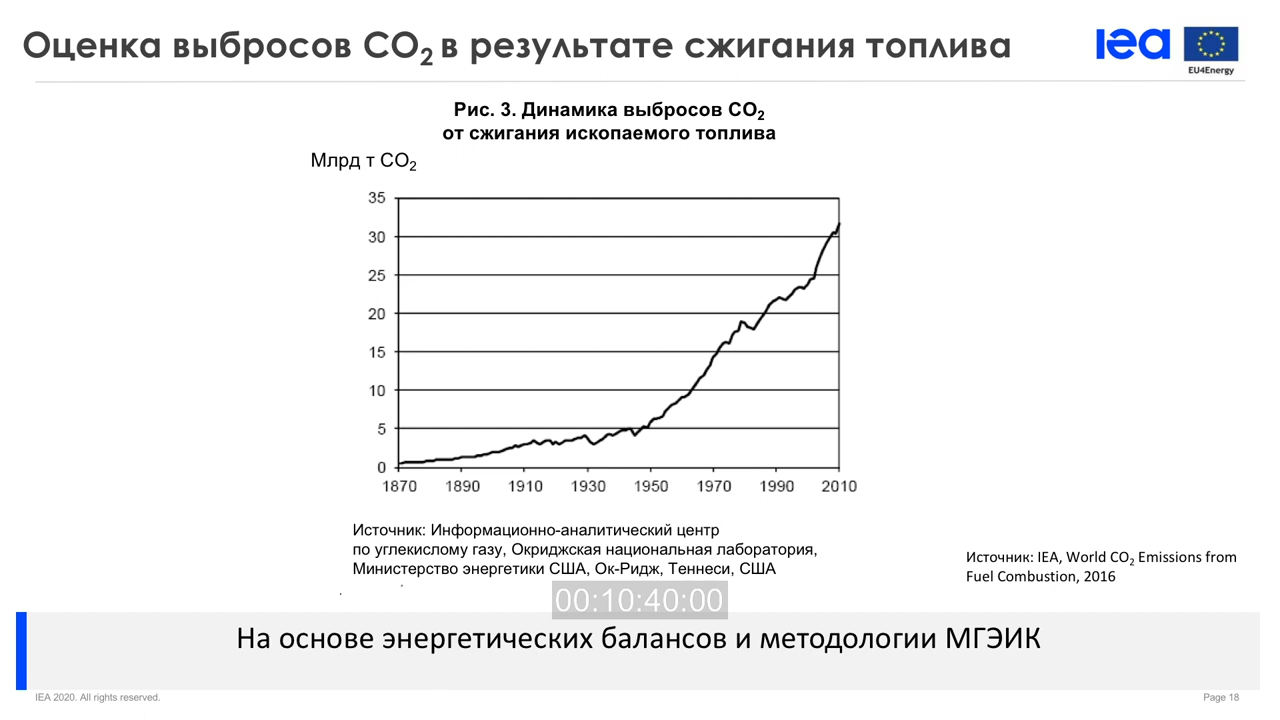 Оценка выбросов CO₂ в результате сжигания топлива
iea
EU4Energy
Рис. 3. Динамика выбросов CO₂
от сжигания ископаемого топлива
Млрд т CO₂
35
30
25
20
15
10
5
0
1870 1890 1910 1930 1950 1970 1990 2010
Источник: Информационно-аналитический центр
по углекислому газу, Окриджская национальная лаборатория,
Министерство энергетики США, Ок-Ридж, Теннеси, США
Источник: IEA, World CO₂ Emissions from
Fuel Combustion, 2016
00:10:40:00
На основе энергетических балансов и методологии МГЭИК
IEA 2020. All rights reserved.
Page 18